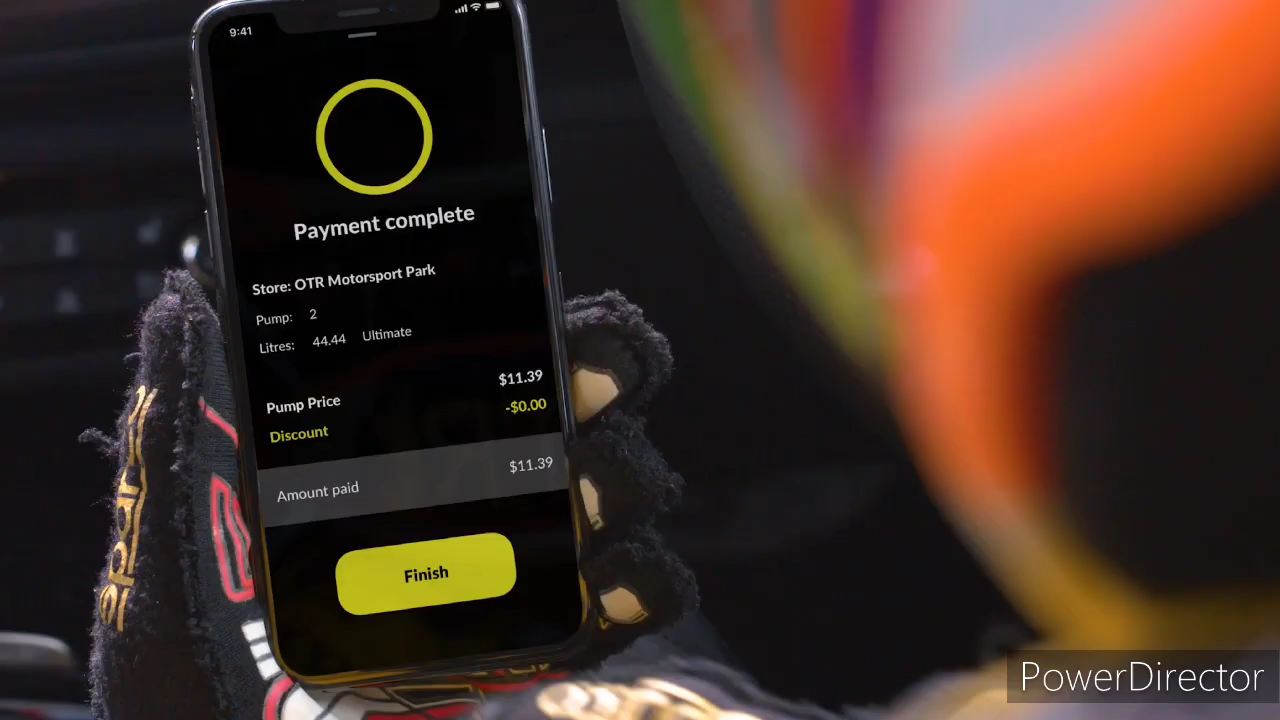 9:41
Payment complete
Store: OTR Motorsport Park
Pump: 2
Litres: 44.44 Ultimate
Pump Price $11.39
Discount -$0.00
Amount paid $11.39
Finish
PowerDirector